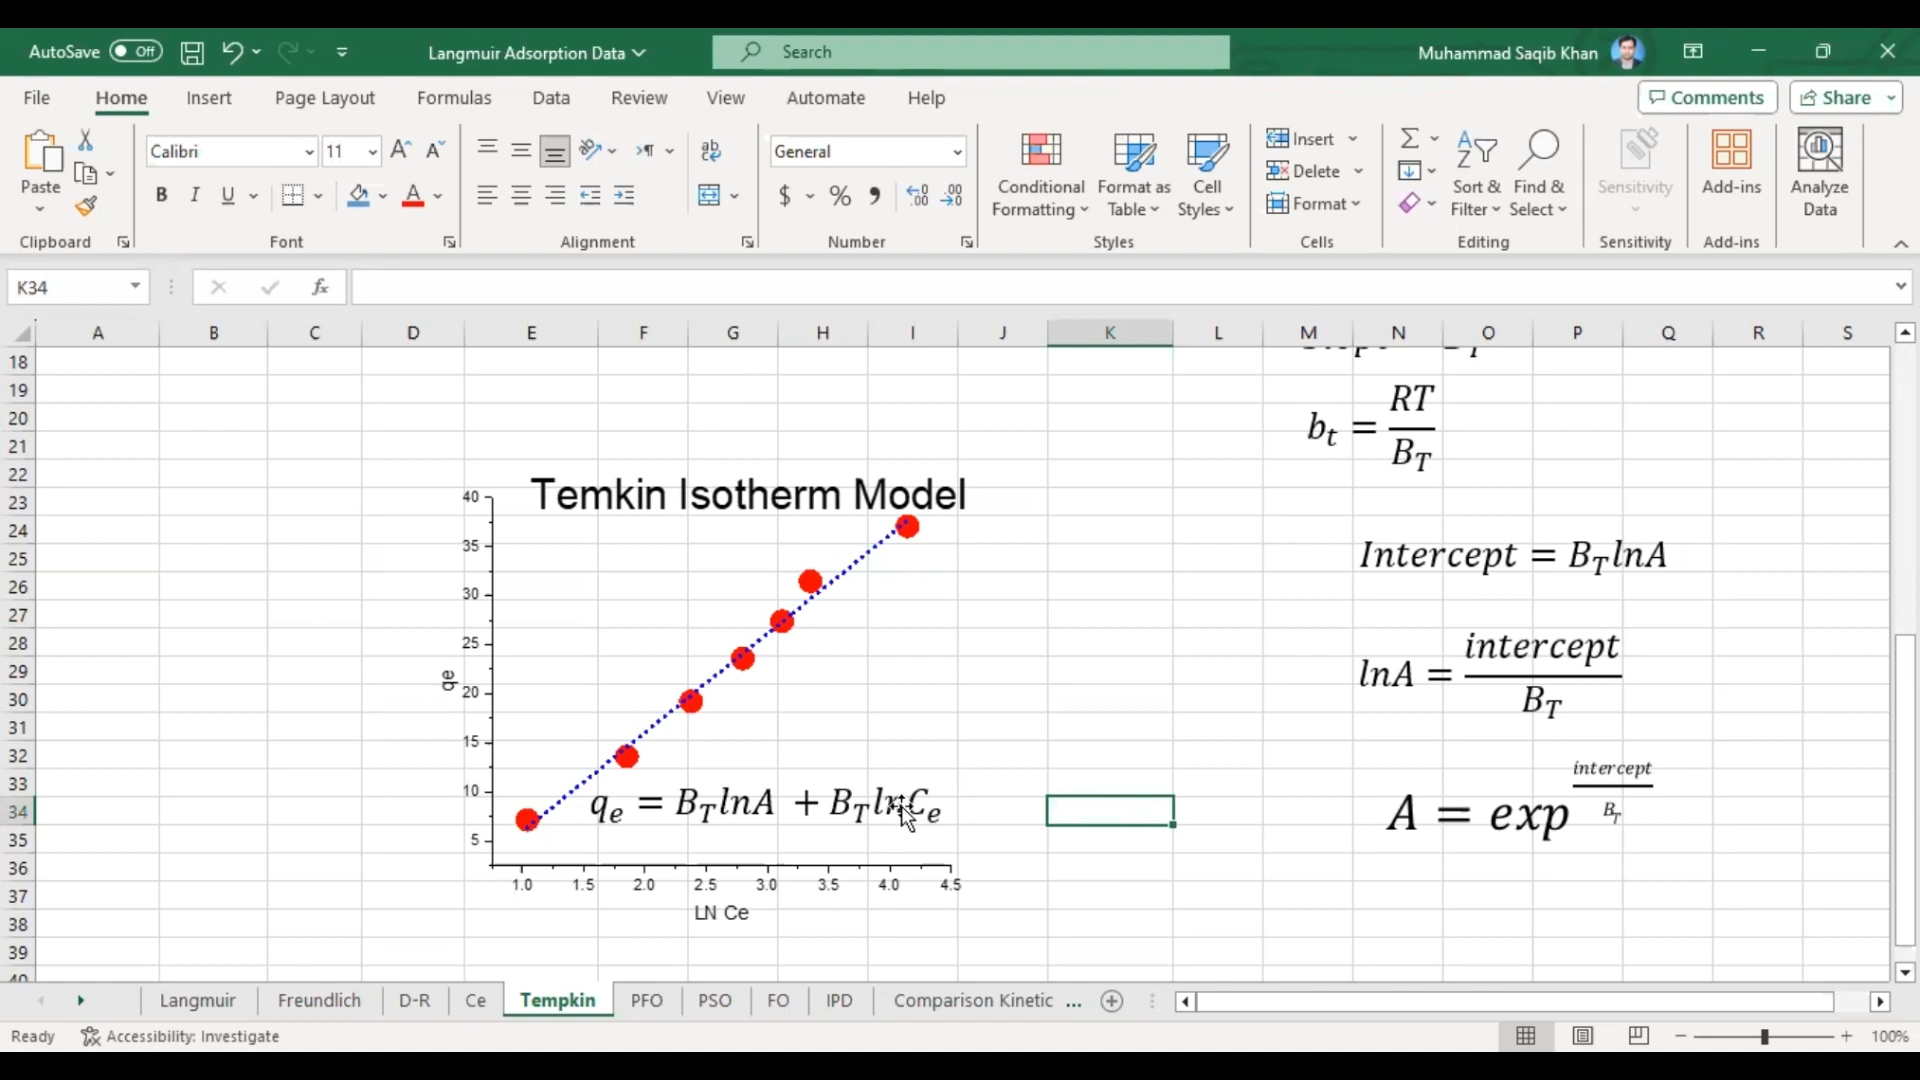 AutoSave Off Langmuir Adsorption Data Search Muhammad Saqib Khan
File Home Insert Page Layout Formulas Data Review View Automate Help Comments Share
Paste Calibri 11 B I U A General $ % Conditional Formatting Format as Table Cell Styles Insert Delete Format Sort & Filter Find & Select Sensitivity Add-ins Analyze Data
Clipboard Font Alignment Number Styles Cells Editing Sensitivity Add-ins
K34 fx
A B C D E F G H I J K L M N O P Q R S
18
19
20
21
22
23
24
25
26
27
28
29
30
31
32
33
34
35
36
37
38
39
40
b_t = RT / B_T
Temkin Isotherm Model
40
35
30
25
20
15
10
5
qe
q_e = B_T lnA + B_T lnC_e
1.0 1.5 2.0 2.5 3.0 3.5 4.0 4.5
LN Ce
Intercept = B_T lnA
lnA = intercept / B_T
A = exp^(intercept / B_T)
Langmuir Freundlich D-R Ce Tempkin PFO PSO FO IPD Comparison Kinetic ...
Ready Accessibility: Investigate 100%